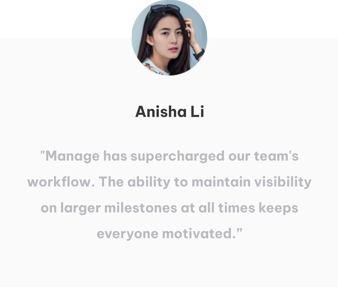 Anisha Li
"Manage has supercharged our team's
workflow. The ability to maintain visibility
on larger milestones at all times keeps
everyone motivated.”